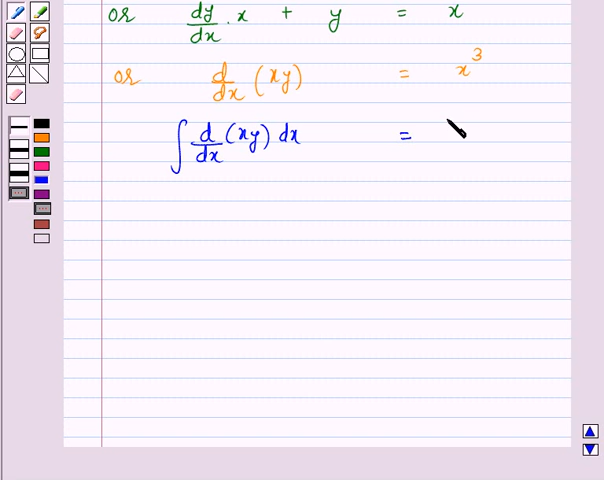 or dy/dx · x + y = x
or d/dx (xy) = x³
∫ d/dx (xy) dx =